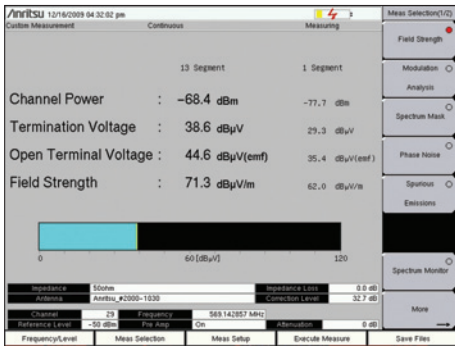 Anritsu 12/16/2009 04:32:02 pm
Custom Measurement Continuous Measuring
13 Segment 1 Segment
Channel Power : -68.4 dBm -77.7 dBm
Termination Voltage : 38.6 dBµV 29.3 dBµV
Open Terminal Voltage : 44.6 dBµV(emf) 35.4 dBµV(emf)
Field Strength : 71.3 dBµV/m 62.0 dBµV/m
0 60 [dBµV] 120
Impedance 50ohm Impedance Loss 0.0 dB
Antenna Anritsu_#2000-1030 Correction Level 32.7 dB
Channel 29 Frequency 569.142857 MHz
Reference Level -50 dBm Pre Amp On Attenuation 0 dB
Frequency/Level Meas Selection Meas Setup Execute Measure Save Files
Meas Selection(1/2)
Field Strength
Modulation
Analysis
Spectrum Mask
Phase Noise
Spurious
Emissions
Spectrum Monitor
More